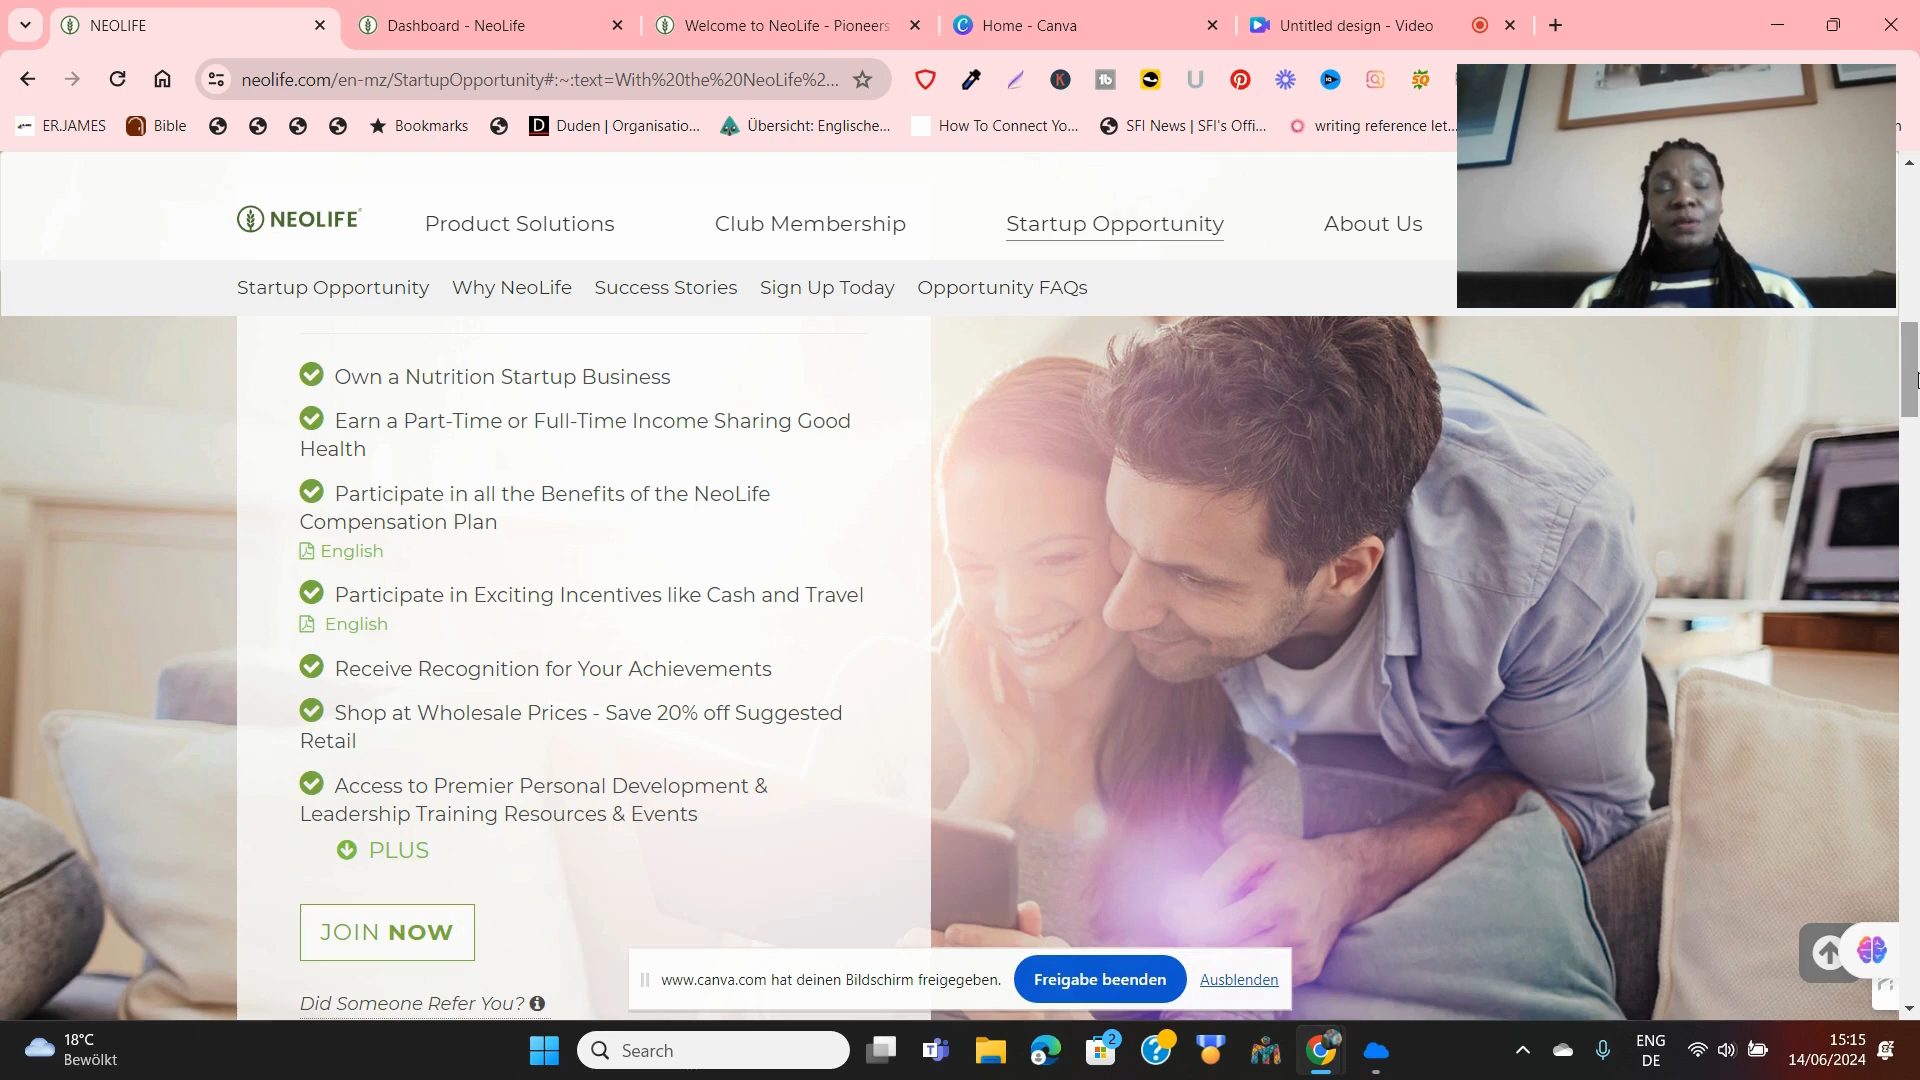 NEOLIFE
Dashboard - NeoLife
Welcome to NeoLife - Pioneers
Home - Canva
Untitled design - Video
neolife.com/en-mz/StartupOpportunity#:~:text=With%20the%20NeoLife%2...
ER.JAMES
Bible
Bookmarks
Duden | Organisatio...
Übersicht: Englische...
How To Connect Yo...
SFI News | SFI's Offi...
writing reference let...
NEOLIFE
Product Solutions
Club Membership
Startup Opportunity
About Us
Startup Opportunity
Why NeoLife
Success Stories
Sign Up Today
Opportunity FAQs
Own a Nutrition Startup Business
Earn a Part-Time or Full-Time Income Sharing Good
Health
Participate in all the Benefits of the NeoLife
Compensation Plan
English
Participate in Exciting Incentives like Cash and Travel
English
Receive Recognition for Your Achievements
Shop at Wholesale Prices - Save 20% off Suggested
Retail
Access to Premier Personal Development &
Leadership Training Resources & Events
PLUS
JOIN NOW
Did Someone Refer You?
www.canva.com hat deinen Bildschirm freigegeben.
Freigabe beenden
Ausblenden
18°C
Bewölkt
Search
2
ENG
DE
15:15
14/06/2024